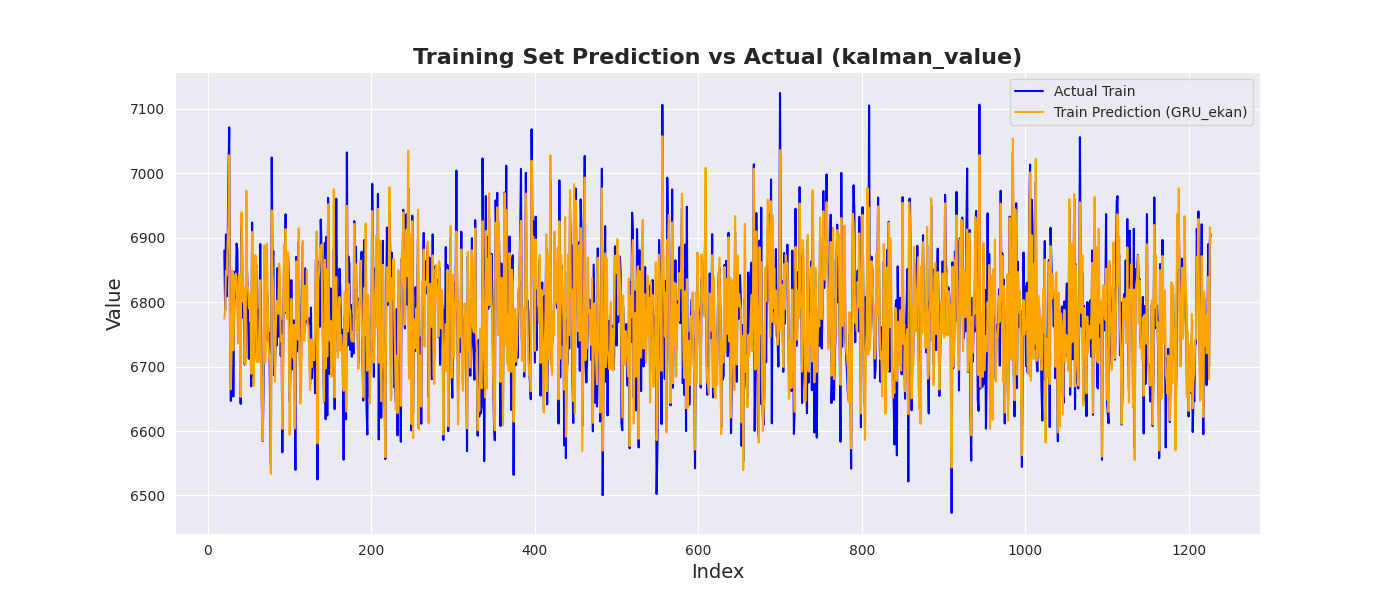 Training Set Prediction vs Actual (kalman_value)
Actual Train
Train Prediction (GRU_ekan)
Value
7100
7000
6900
6800
6700
6600
6500
0 200 400 600 800 1000 1200
Index